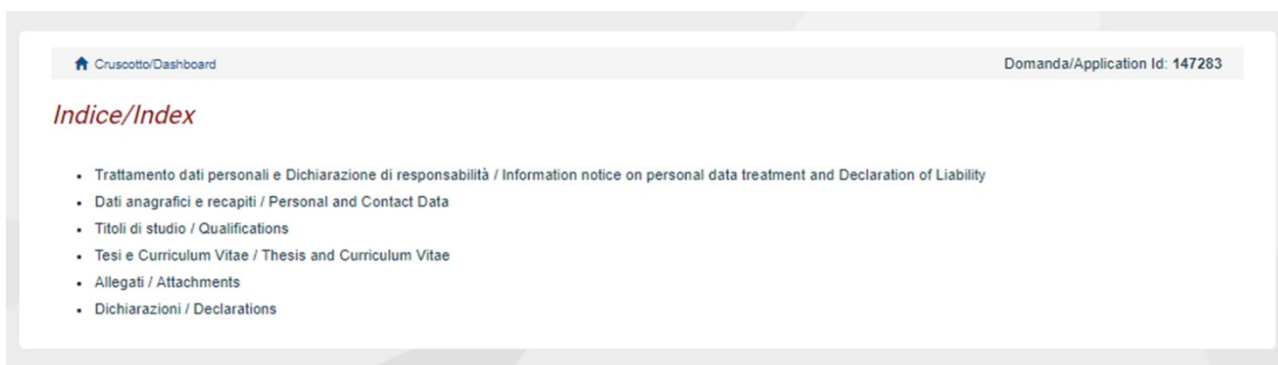 Cruscotto/Dashboard Domanda/Application Id: 147283
Indice/Index
Trattamento dati personali e Dichiarazione di responsabilità / Information notice on personal data treatment and Declaration of Liability
Dati anagrafici e recapiti / Personal and Contact Data
Titoli di studio / Qualifications
Tesi e Curriculum Vitae / Thesis and Curriculum Vitae
Allegati / Attachments
Dichiarazioni / Declarations